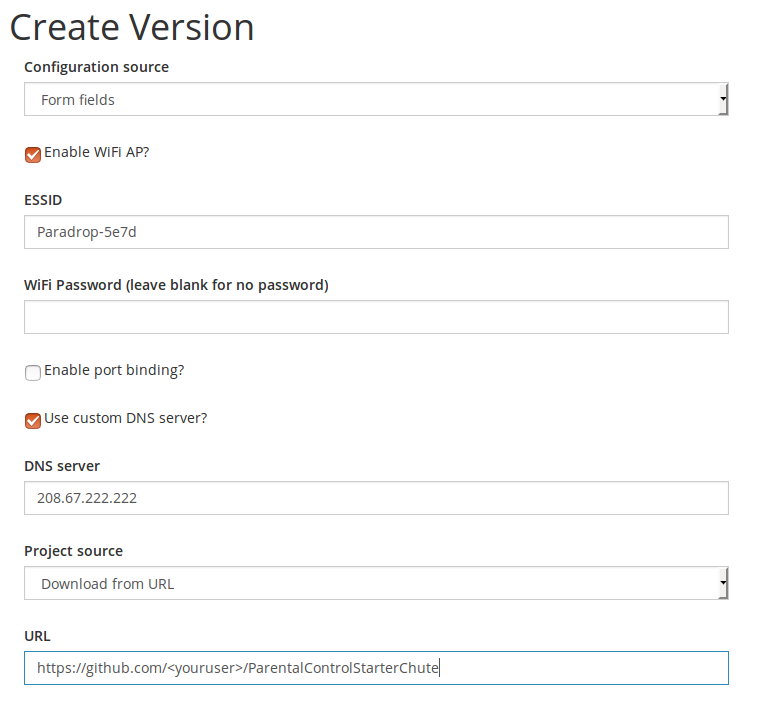 Create Version
Configuration source
Form fields
Enable WiFi AP?
ESSID
Paradrop-5e7d
WiFi Password (leave blank for no password)
Enable port binding?
Use custom DNS server?
DNS server
208.67.222.222
Project source
Download from URL
URL
https://github.com/<youruser>/ParentalControlStarterChute